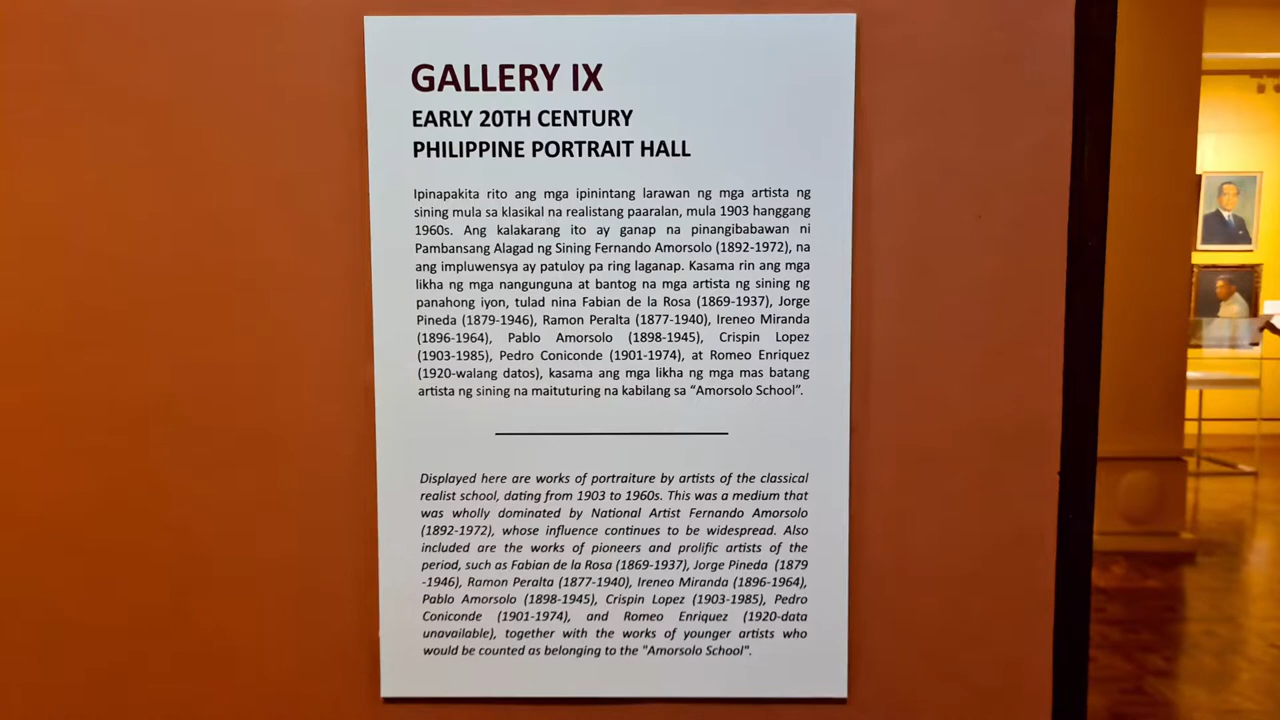 GALLERY IX
EARLY 20TH CENTURY
PHILIPPINE PORTRAIT HALL
Ipinapakita rito ang mga ipinintang larawan ng mga artista ng
sining mula sa klasikal na realistang paaralan, mula 1903 hanggang
1960s. Ang kalakarang ito ay ganap na pinangibabawan ni
Pambansang Alagad ng Sining Fernando Amorsolo (1892-1972), na
ang impluwensya ay patuloy pa ring laganap. Kasama rin ang mga
likha ng mga nangunguna at bantog na mga artista ng sining ng
panahong iyon, tulad nina Fabian de la Rosa (1869-1937), Jorge
Pineda (1879-1946), Ramon Peralta (1877-1940), Ireneo Miranda
(1896-1964), Pablo Amorsolo (1898-1945), Crispin Lopez
(1903-1985), Pedro Coniconde (1901-1974), at Romeo Enriquez
(1920-walang datos), kasama ang mga likha ng mga mas batang
artista ng sining na maituturing na kabilang sa “Amorsolo School”.
Displayed here are works of portraiture by artists of the classical
realist school, dating from 1903 to 1960s. This was a medium that
was wholly dominated by National Artist Fernando Amorsolo
(1892-1972), whose influence continues to be widespread. Also
included are the works of pioneers and prolific artists of the
period, such as Fabian de la Rosa (1869-1937), Jorge Pineda (1879
-1946), Ramon Peralta (1877-1940), Ireneo Miranda (1896-1964),
Pablo Amorsolo (1898-1945), Crispin Lopez (1903-1985), Pedro
Coniconde (1901-1974), and Romeo Enriquez (1920-data
unavailable), together with the works of younger artists who
would be counted as belonging to the "Amorsolo School".